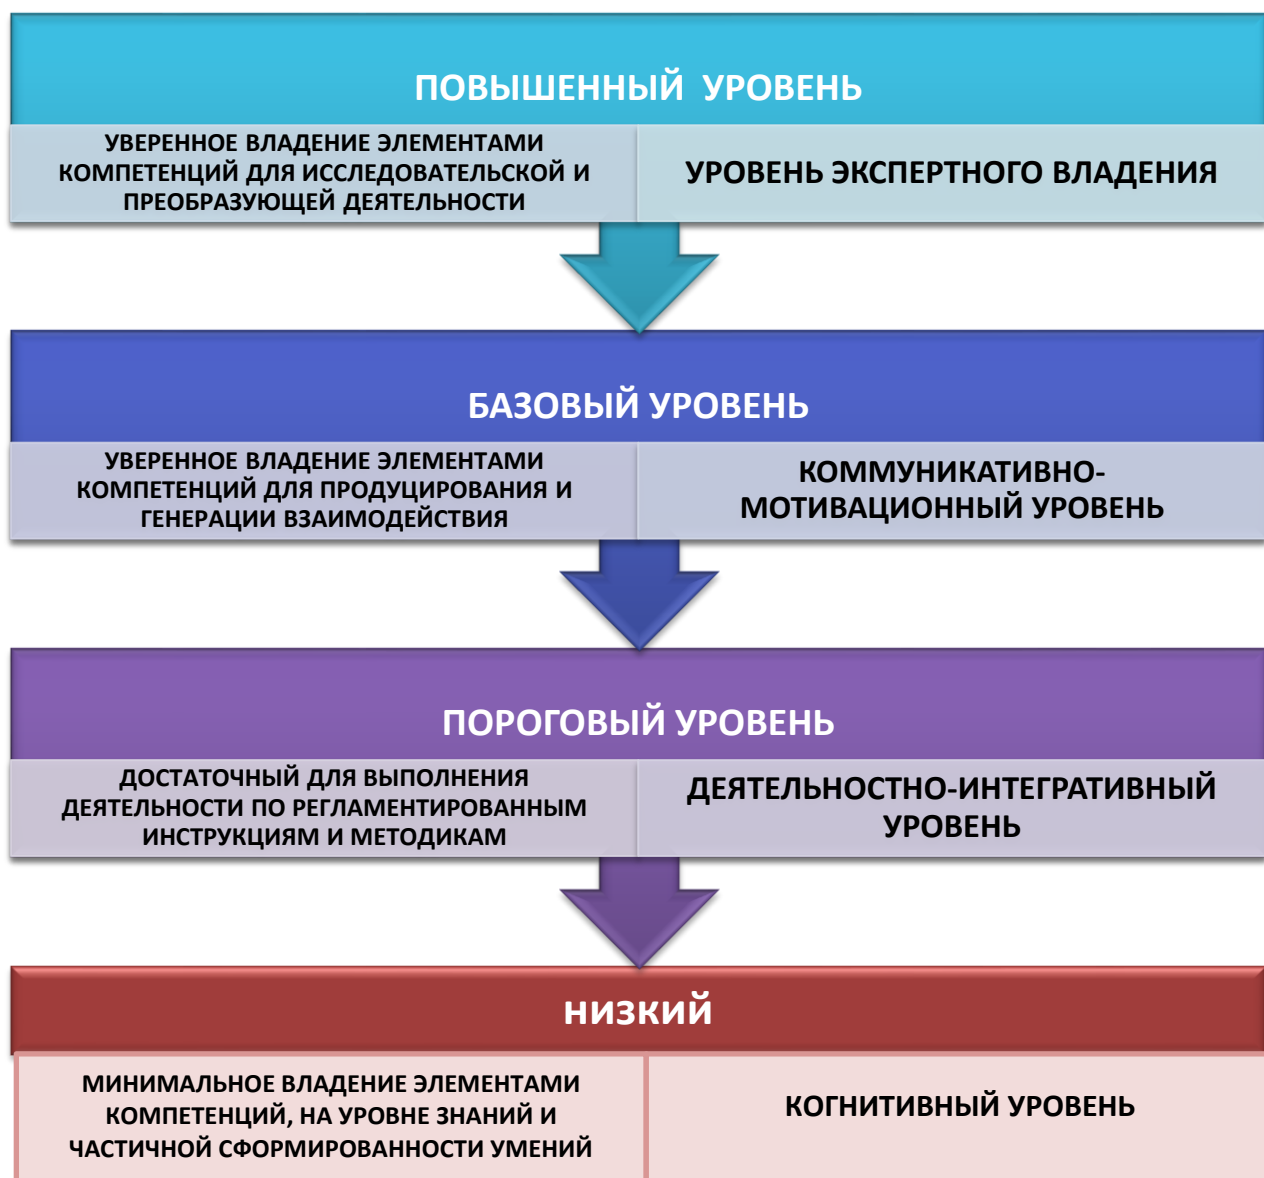 ПОВЫШЕННЫЙ УРОВЕНЬ
УВЕРЕННОЕ ВЛАДЕНИЕ ЭЛЕМЕНТАМИ
КОМПЕТЕНЦИЙ ДЛЯ ИССЛЕДОВАТЕЛЬСКОЙ И
ПРЕОБРАЗУЮЩЕЙ ДЕЯТЕЛЬНОСТИ
УРОВЕНЬ ЭКСПЕРТНОГО ВЛАДЕНИЯ
БАЗОВЫЙ УРОВЕНЬ
УВЕРЕННОЕ ВЛАДЕНИЕ ЭЛЕМЕНТАМИ
КОМПЕТЕНЦИЙ ДЛЯ ПРОДУЦИРОВАНИЯ И
ГЕНЕРАЦИИ ВЗАИМОДЕЙСТВИЯ
КОММУНИКАТИВНО-
МОТИВАЦИОННЫЙ УРОВЕНЬ
ПОРОГОВЫЙ УРОВЕНЬ
ДОСТАТОЧНЫЙ ДЛЯ ВЫПОЛНЕНИЯ
ДЕЯТЕЛЬНОСТИ ПО РЕГЛАМЕНТИРОВАННЫМ
ИНСТРУКЦИЯМ И МЕТОДИКАМ
ДЕЯТЕЛЬНОСТНО-ИНТЕГРАТИВНЫЙ
УРОВЕНЬ
низкий
МИНИМАЛЬНОЕ ВЛАДЕНИЕ ЭЛЕМЕНТАМИ
КОМПЕТЕНЦИЙ, НА УРОВНЕ ЗНАНИЙ И
ЧАСТИЧНОЙ СФОРМИРОВАННОСТИ УМЕНИЙ
КОГНИТИВНЫЙ УРОВЕНЬ